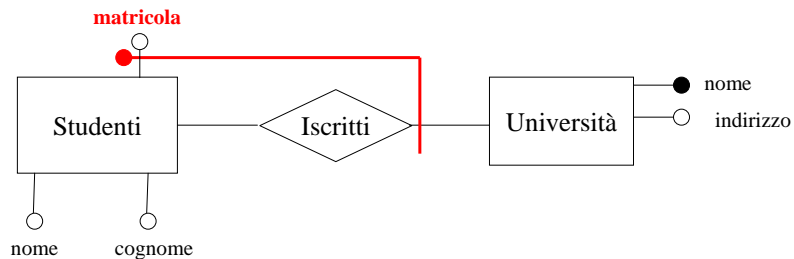 matricola
Studenti
Iscritti
Università
nome
indirizzo
nome
cognome